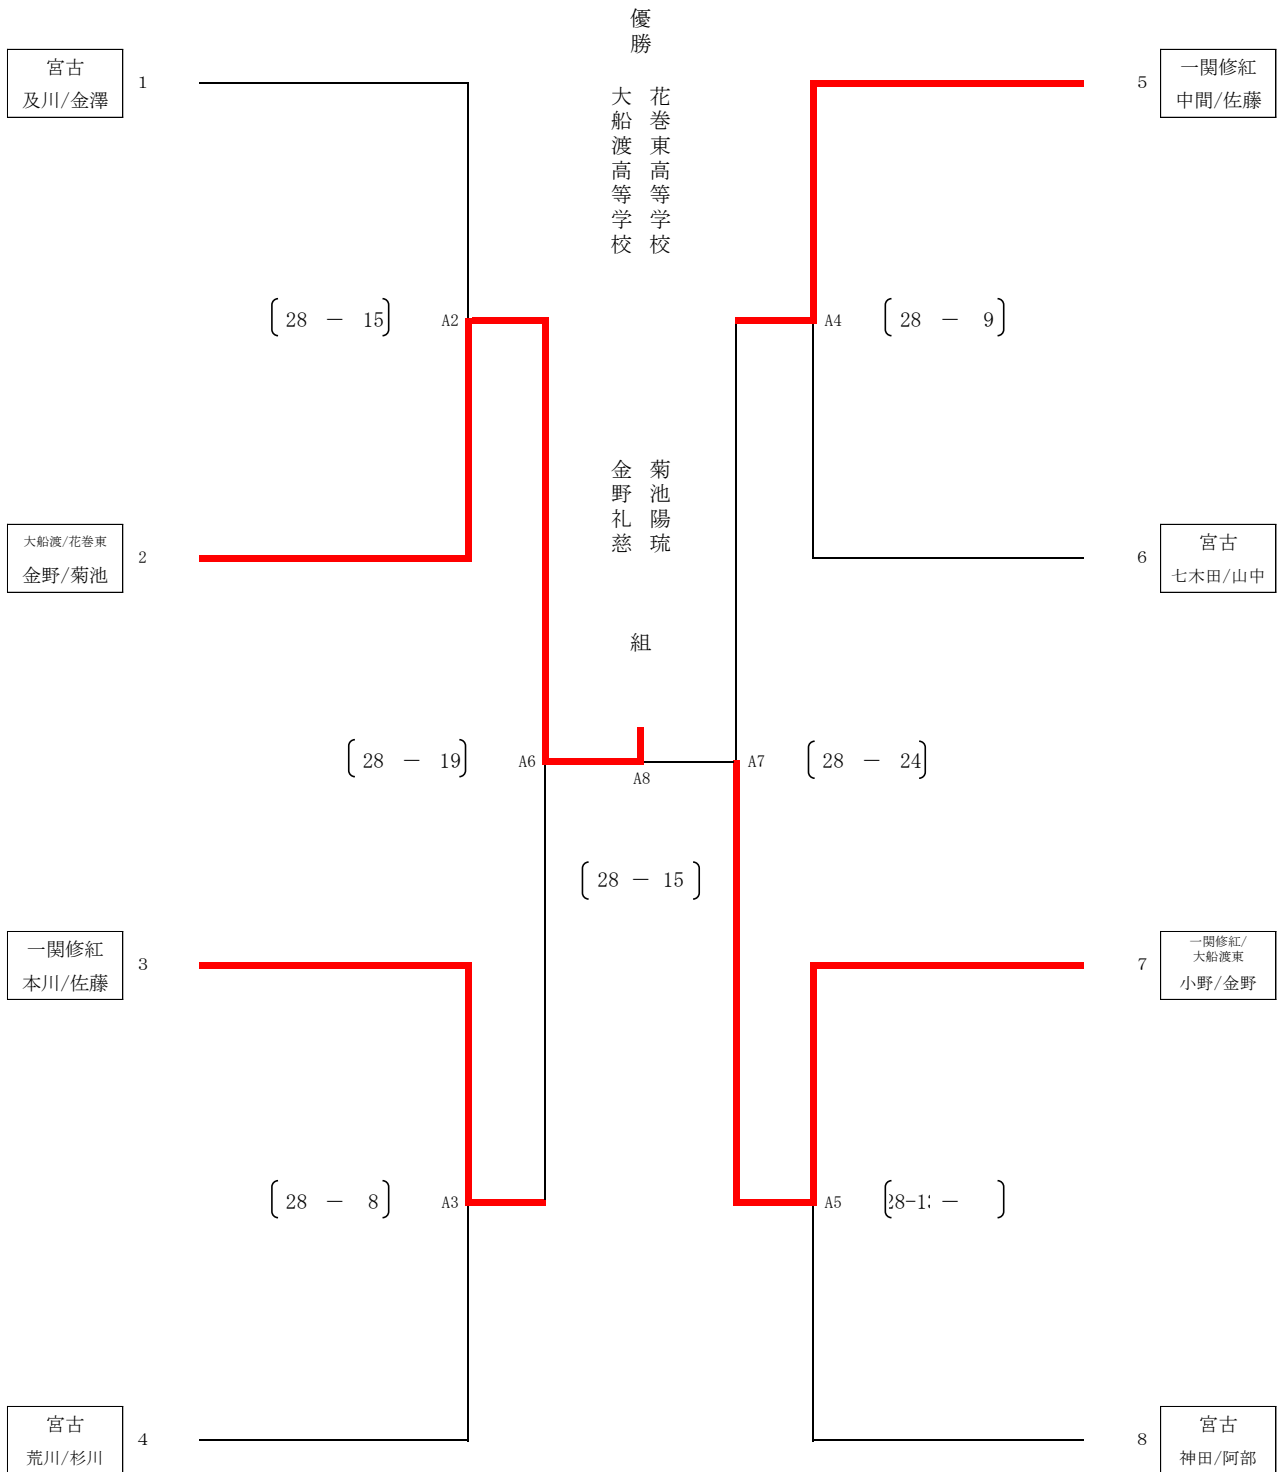 優勝
花巻東高等学校
大船渡高等学校
菊池陽琉
金野礼慈
組
宮古
及川/金澤
1
5
一関修紅
中間/佐藤
28 － 15
A2
A4
28 － 9
大船渡/花巻東
金野/菊池
2
6
宮古
七木田/山中
28 － 19
A6
A8
A7
28 － 24
28 － 15
一関修紅
本川/佐藤
3
7
一関修紅/
大船渡東
小野/金野
28 － 8
A3
A5
－
宮古
荒川/杉川
4
8
宮古
神田/阿部